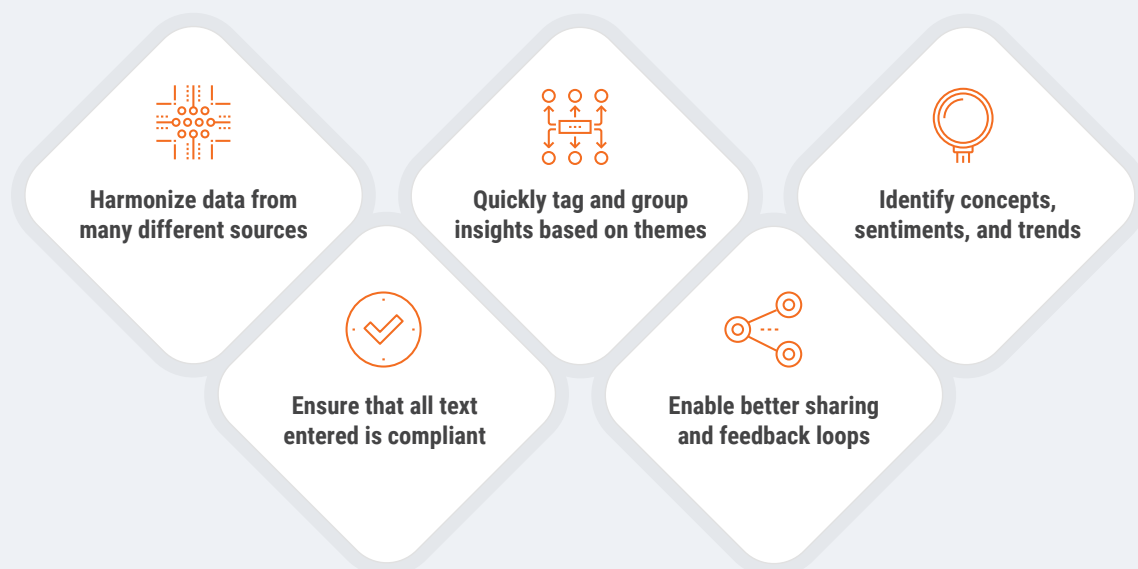 Harmonize data from
many different sources
Quickly tag and group
insights based on themes
Identify concepts,
sentiments, and trends
Ensure that all text
entered is compliant
Enable better sharing
and feedback loops